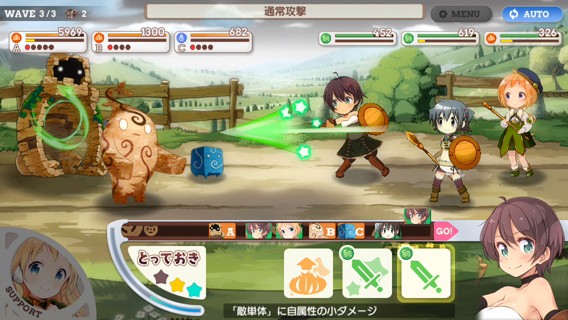 WAVE 3/3 2
通常攻撃
MENU
AUTO
5969
A
1300
B
682
C
452
619
326
A B C GO!
とっておき
SUPPORT
「敵単体」に自属性の小ダメージ